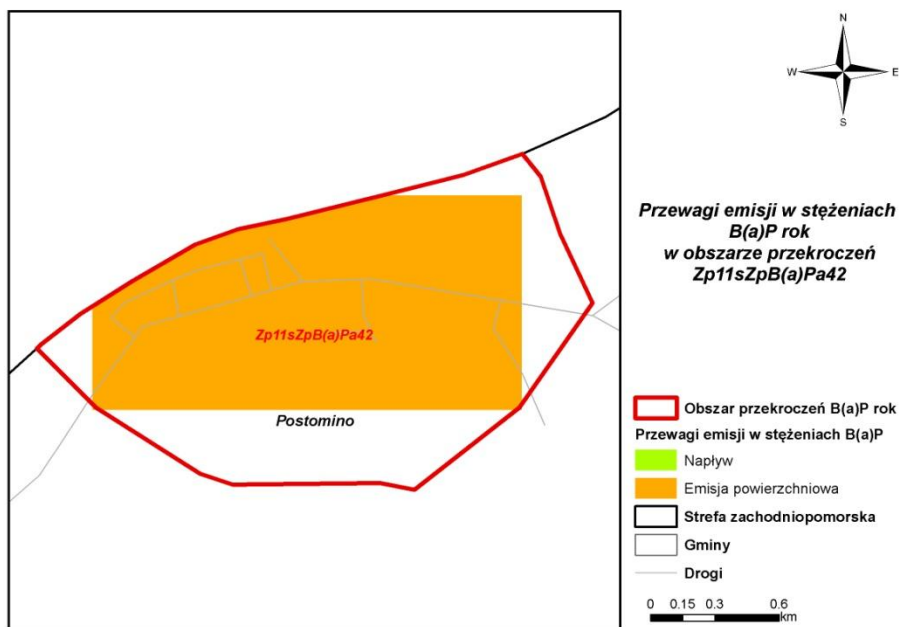 N
W
E
S
Przewagi emisji w stężeniach
B(a)P rok
w obszarze przekroczeń
Zp11sZpB(a)Pa42
Zp11sZpB(a)Pa42
Postomino
Obszar przekroczeń B(a)P rok
Przewagi emisji w stężeniach B(a)P
Napływ
Emisja powierzchniowa
Strefa zachodniopomorska
Gminy
Drogi
0 0.15 0.3 0.6
km